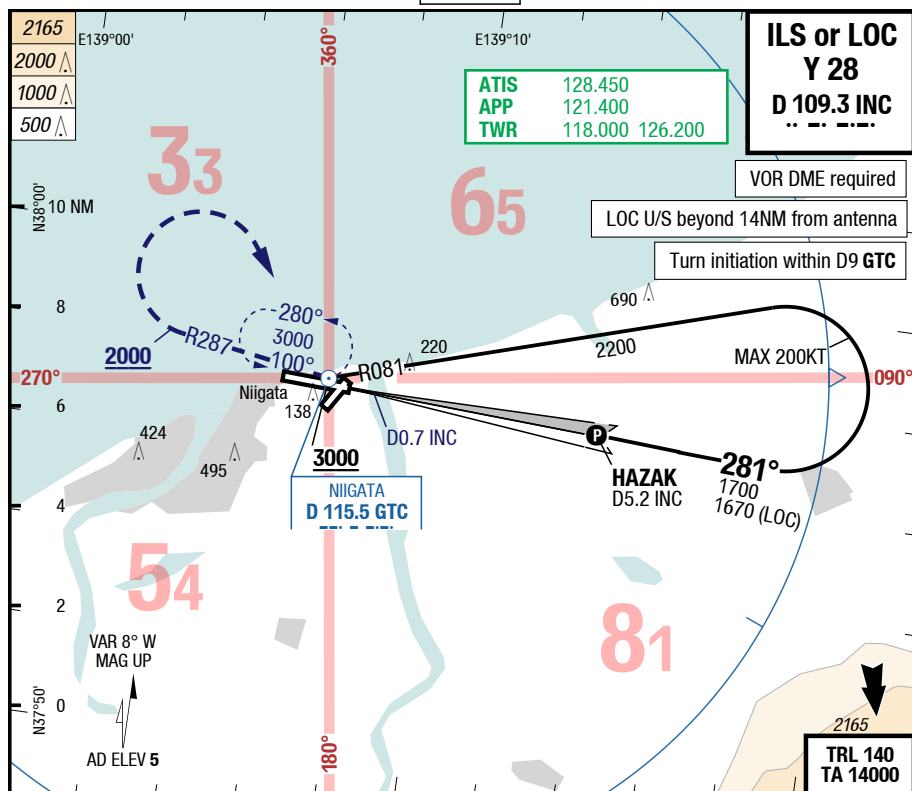 2165
2000
1000
500
E139°00'
360°
E139°10'
ATIS 128.450
APP 121.400
TWR 118.000 126.200
ILS or LOC
Y 28
D 109.3 INC
VOR DME required
LOC U/S beyond 14NM from antenna
Turn initiation within D9 GTC
33
65
N38°00'
10 NM
8
690
280°
3000
100°
R287
2000
R081
220
2200
MAX 200KT
270°
090°
Niigata
6
138
D0.7 INC
424
495
3000
P
HAZAK
D5.2 INC
281°
1700
1670 (LOC)
NIIGATA
D 115.5 GTC
4
54
2
81
VAR 8° W
MAG UP
N37°50'
0
AD ELEV 5
180°
2165
TRL 140
TA 14000